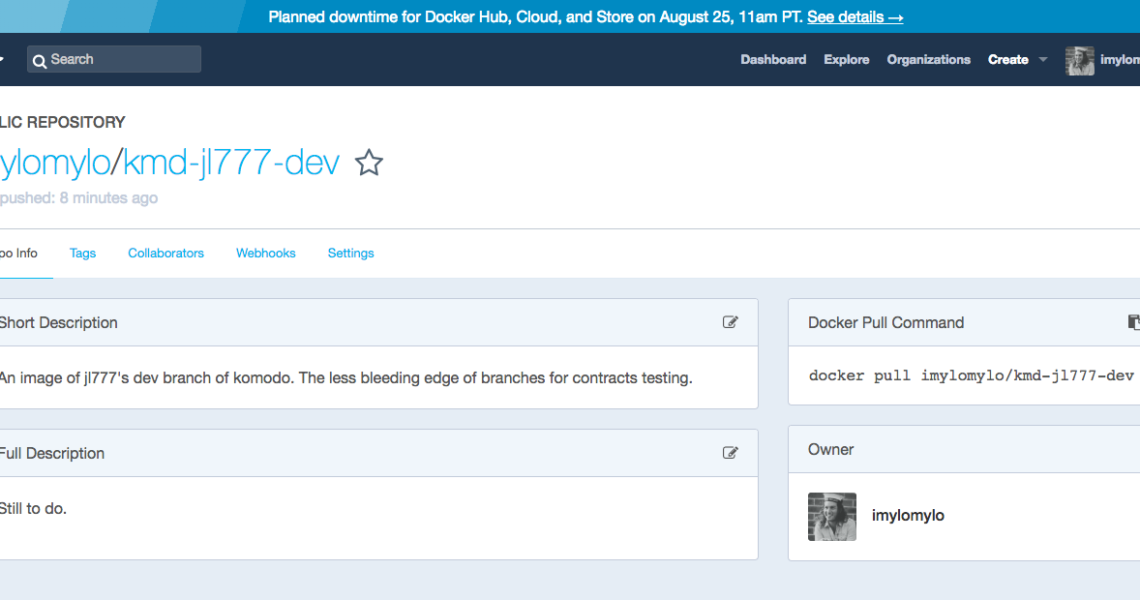 Planned downtime for Docker Hub, Cloud, and Store on August 25, 11am PT. See details →
Search
Dashboard Explore Organizations Create imylom
LIC REPOSITORY
ylomylo/kmd-jl777-dev
pushed: 8 minutes ago
po Info Tags Collaborators Webhooks Settings
Short Description
An image of jl777's dev branch of komodo. The less bleeding edge of branches for contracts testing.
Full Description
Still to do.
Docker Pull Command
docker pull imylomylo/kmd-jl777-dev
Owner
imylomylo